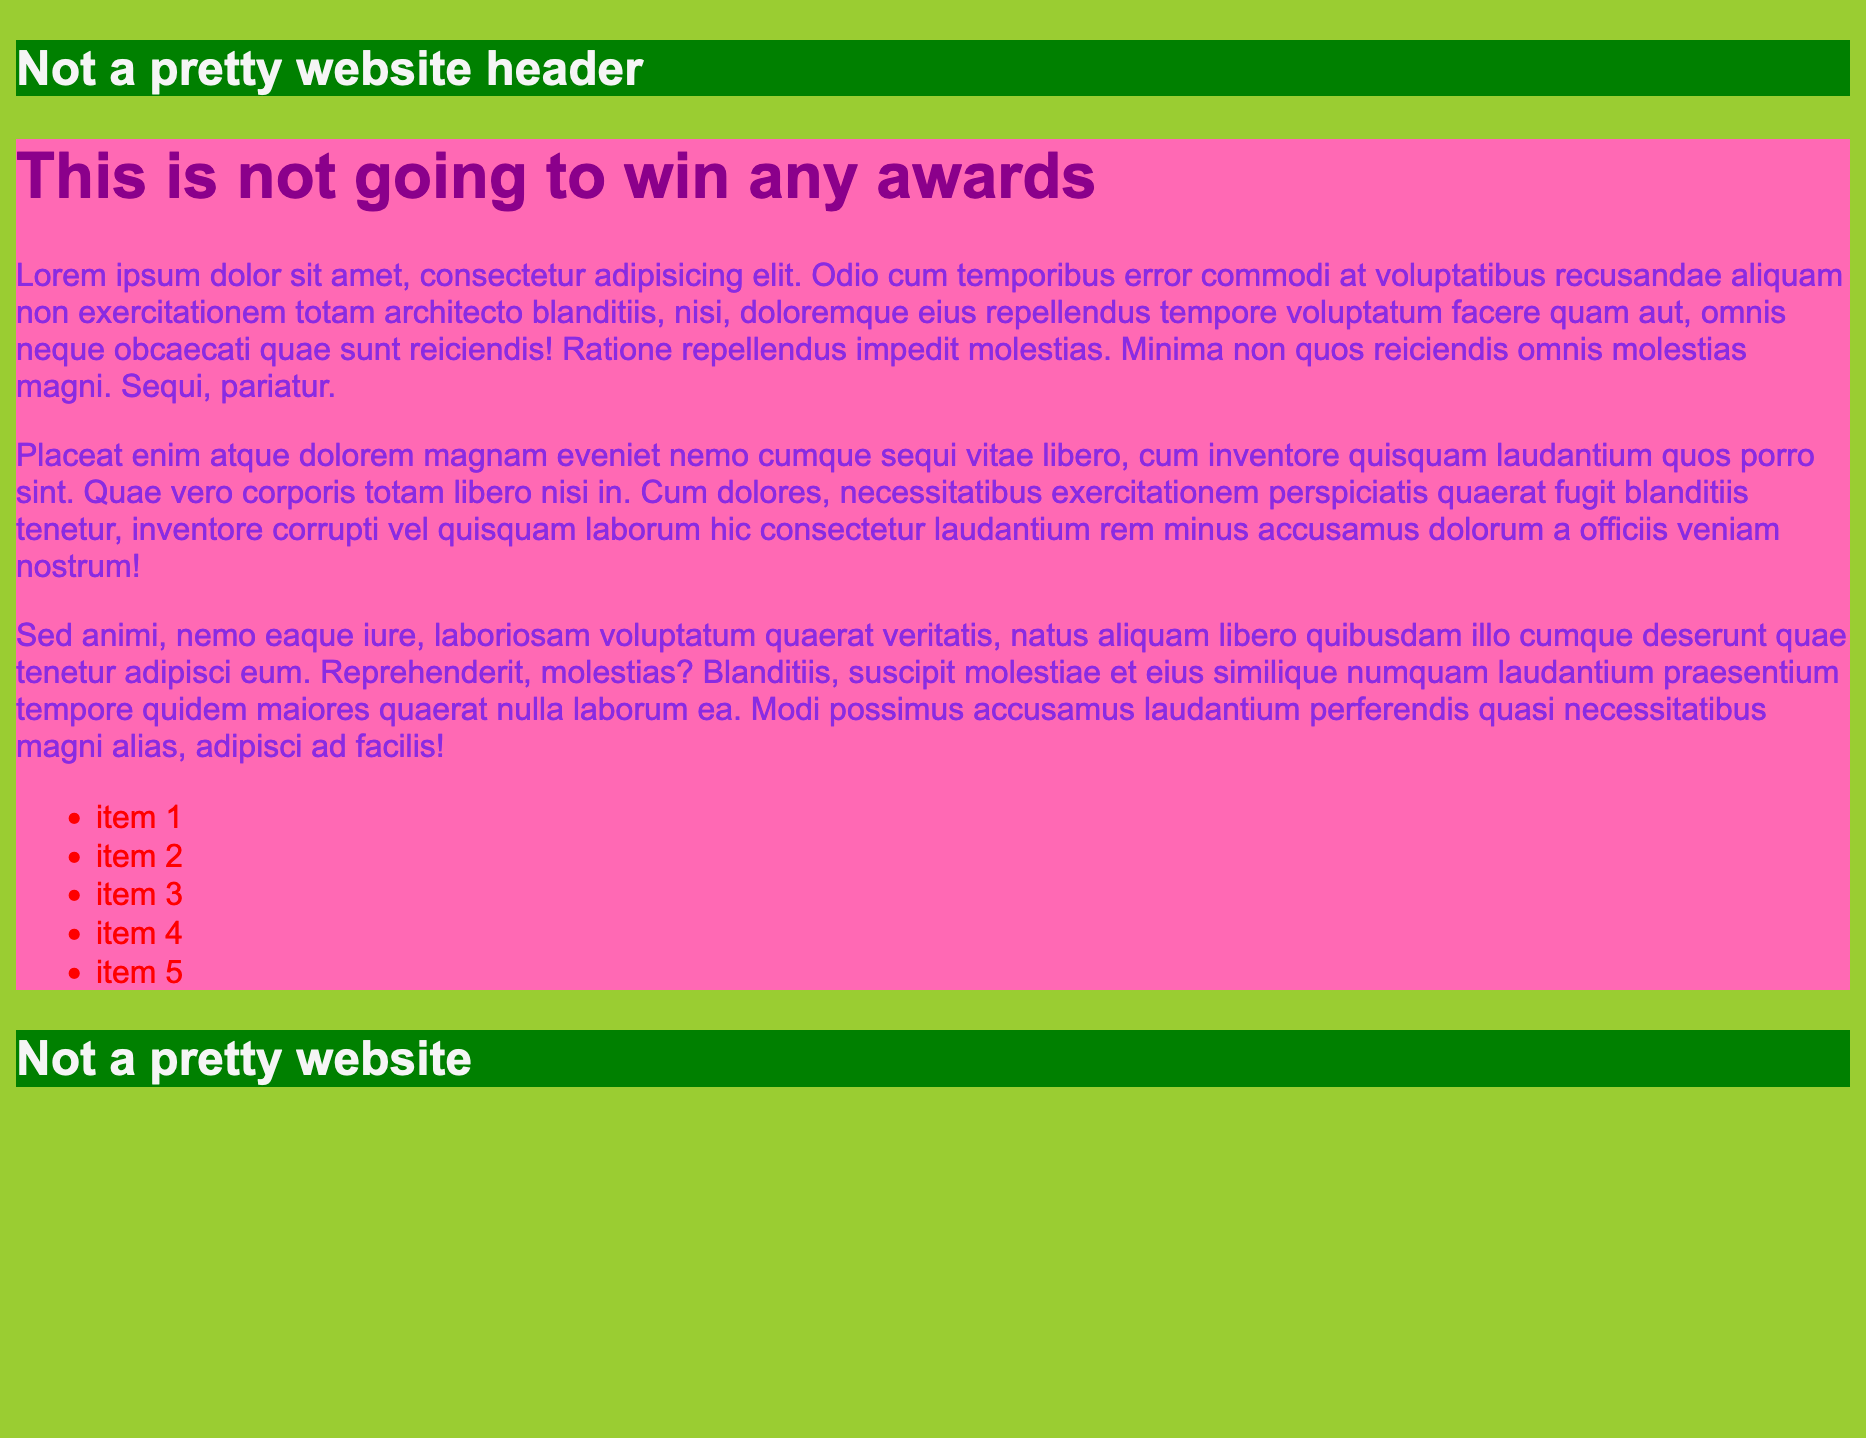 Not a pretty website header
This is not going to win any awards
Lorem ipsum dolor sit amet, consectetur adipisicing elit. Odio cum temporibus error commodi at voluptatibus recusandae aliquam
non exercitationem totam architecto blanditiis, nisi, doloremque eius repellendus tempore voluptatum facere quam aut, omnis
neque obcaecati quae sunt reiciendis! Ratione repellendus impedit molestias. Minima non quos reiciendis omnis molestias
magni. Sequi, pariatur.
Placeat enim atque dolorem magnam eveniet nemo cumque sequi vitae libero, cum inventore quisquam laudantium quos porro
sint. Quae vero corporis totam libero nisi in. Cum dolores, necessitatibus exercitationem perspiciatis quaerat fugit blanditiis
tenetur, inventore corrupti vel quisquam laborum hic consectetur laudantium rem minus accusamus dolorum a officiis veniam
nostrum!
Sed animi, nemo eaque iure, laboriosam voluptatum quaerat veritatis, natus aliquam libero quibusdam illo cumque deserunt quae
tenetur adipisci eum. Reprehenderit, molestias? Blanditiis, suscipit molestiae et eius similique numquam laudantium praesentium
tempore quidem maiores quaerat nulla laborum ea. Modi possimus accusamus laudantium perferendis quasi necessitatibus
magni alias, adipisci ad facilis!
• item 1
• item 2
• item 3
• item 4
• item 5
Not a pretty website